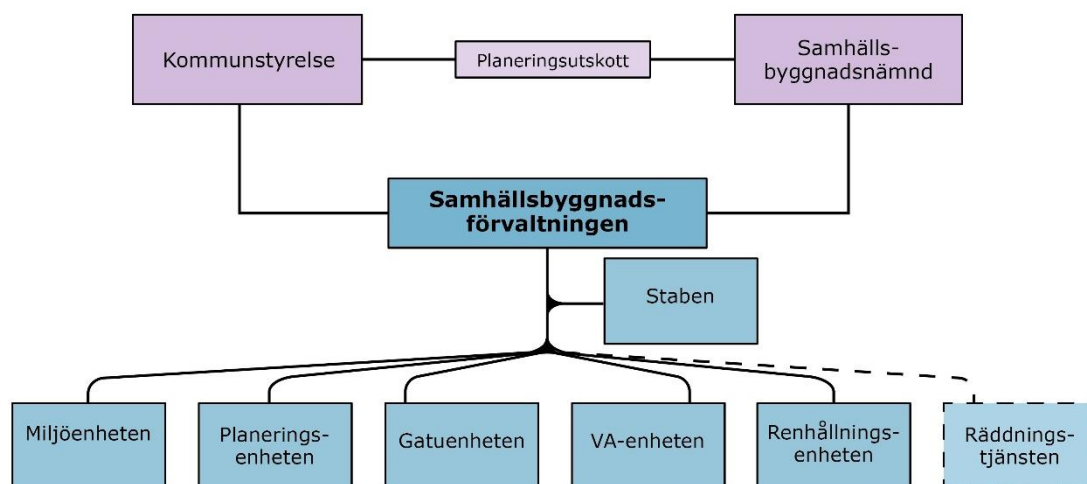 Kommunstyrelse
Planeringsutskott
Samhälls-
byggnadsnämnd
Samhällsbyggnads-
förvaltningen
Staben
Miljöenheten
Planerings-
enheten
Gatuenheten
VA-enheten
Renhållnings-
enheten
Räddnings-
tjänsten